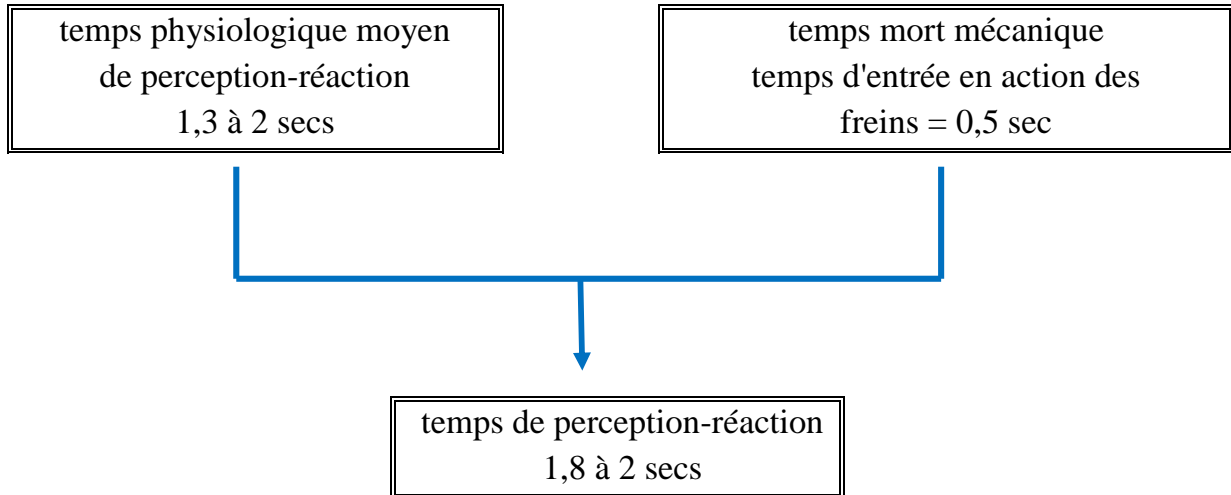 temps physiologique moyen
de perception-réaction
1,3 à 2 secs
temps mort mécanique
temps d'entrée en action des
freins = 0,5 sec
temps de perception-réaction
1,8 à 2 secs